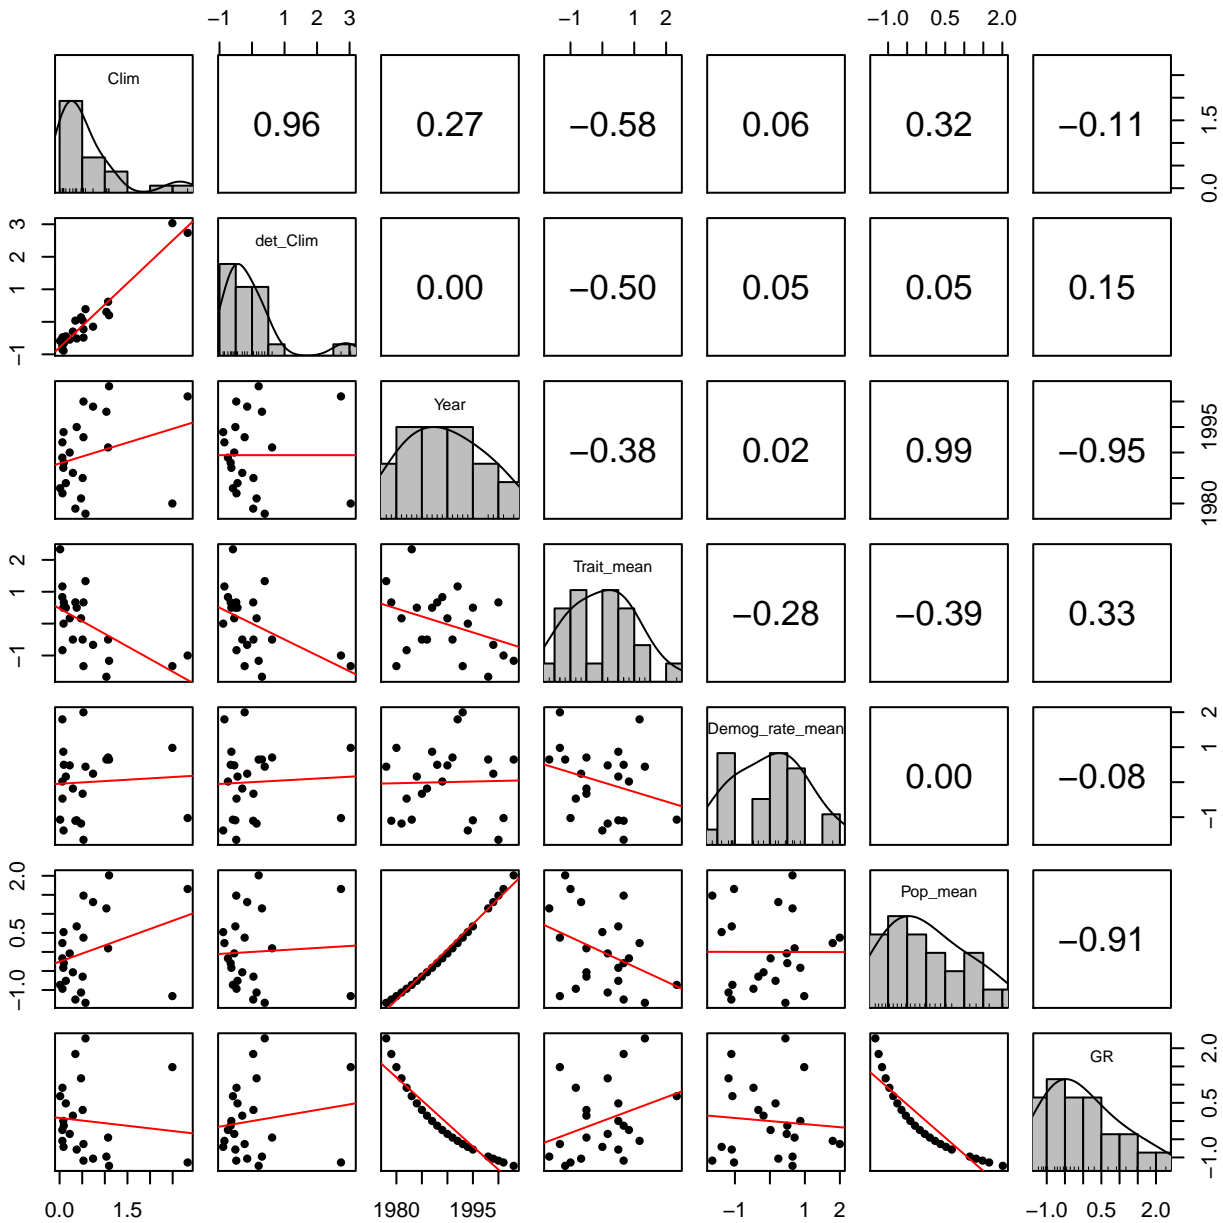 −1 1 2 3 −1 1 2 −1.0 0.5 2.0
Clim
0.96 0.27 −0.58 0.06 0.32 −0.11
0.0 1.5
−1 1 2 3
det_Clim
0.00 −0.50 0.05 0.05 0.15
Year
−0.38 0.02 0.99 −0.95
1980 1995
−1 1 2
Trait_mean
−0.28 −0.39 0.33
Demog_rate_mean
0.00 −0.08
−1 1 2
−1.0 0.5 2.0
Pop_mean
−0.91
GR
−1.0 0.5 2.0
0.0 1.5 1980 1995 −1 1 2 −1.0 0.5 2.0